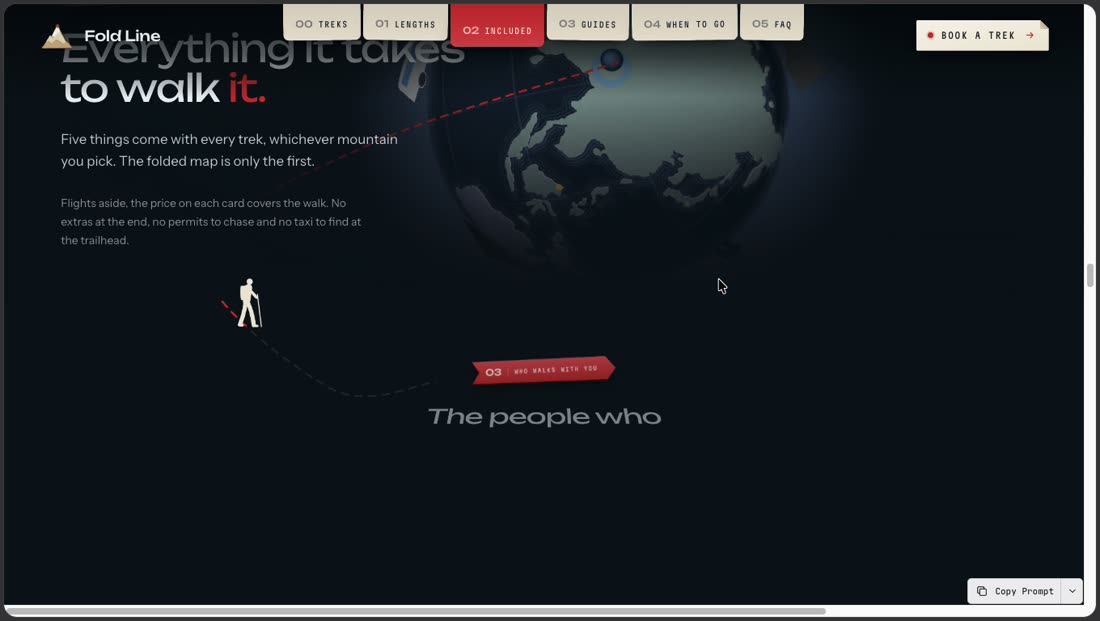 Fold Line
00 TREKS
01 LENGTHS
02 INCLUDED
03 GUIDES
04 WHEN TO GO
05 FAQ
BOOK A TREK
Everything it takes
to walk it.
Five things come with every trek, whichever mountain
you pick. The folded map is only the first.
Flights aside, the price on each card covers the walk. No
extras at the end, no permits to chase and no taxi to find at
the trailhead.
03 WHO WALKS WITH YOU
The people who
Copy Prompt